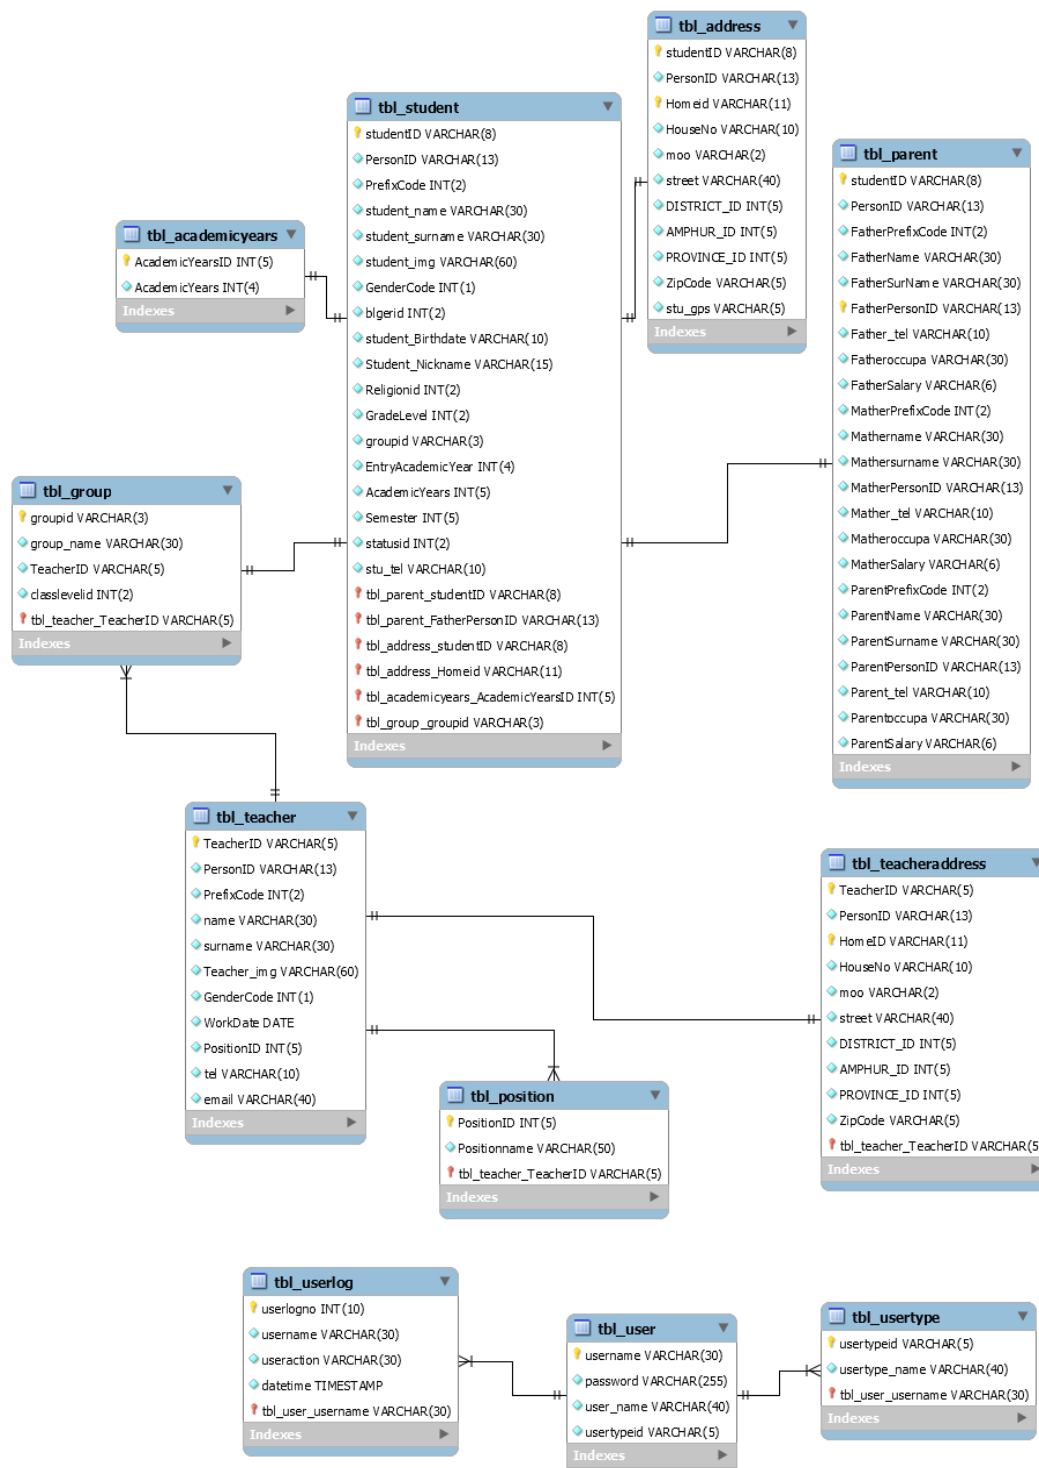 tbl_address
studentID VARCHAR(8)
PersonID VARCHAR(13)
Homeid VARCHAR(11)
HouseNo VARCHAR(10)
moo VARCHAR(2)
street VARCHAR(40)
DISTRICT_ID INT(5)
AMPHUR_ID INT(5)
PROVINCE_ID INT(5)
ZipCode VARCHAR(5)
stu_gps VARCHAR(5)
Indexes
tbl_student
studentID VARCHAR(8)
PersonID VARCHAR(13)
PrefixCode INT(2)
student_name VARCHAR(30)
student_surname VARCHAR(30)
student_img VARCHAR(60)
GenderCode INT(1)
blgerid INT(2)
student_Birthdate VARCHAR(10)
Student_Nickname VARCHAR(15)
Religionid INT(2)
GradeLevel INT(2)
groupid VARCHAR(3)
EntryAcademicYear INT(4)
AcademicYears INT(5)
Semester INT(5)
statusid INT(2)
stu_tel VARCHAR(10)
tbl_parent_studentID VARCHAR(8)
tbl_parent_FatherPersonID VARCHAR(13)
tbl_address_studentID VARCHAR(8)
tbl_address_Homeid VARCHAR(11)
tbl_academicyears_AcademicYearsID INT(5)
tbl_group_groupid VARCHAR(3)
Indexes
tbl_parent
studentID VARCHAR(8)
PersonID VARCHAR(13)
FatherPrefixCode INT(2)
FatherName VARCHAR(30)
FatherSurName VARCHAR(30)
FatherPersonID VARCHAR(13)
Father_tel VARCHAR(10)
Fatheroccupa VARCHAR(30)
FatherSalary VARCHAR(6)
MatherPrefixCode INT(2)
Mathername VARCHAR(30)
Mathersurname VARCHAR(30)
MatherPersonID VARCHAR(13)
Mather_tel VARCHAR(10)
Matheroccupa VARCHAR(30)
MatherSalary VARCHAR(6)
ParentPrefixCode INT(2)
ParentName VARCHAR(30)
ParentSurname VARCHAR(30)
ParentPersonID VARCHAR(13)
Parent_tel VARCHAR(10)
Parentoccupa VARCHAR(30)
ParentSalary VARCHAR(6)
Indexes
tbl_academicyears
AcademicYearsID INT(5)
AcademicYears INT(4)
Indexes
tbl_group
groupid VARCHAR(3)
group_name VARCHAR(30)
TeacherID VARCHAR(5)
classlevelid INT(2)
tbl_teacher_TeacherID VARCHAR(5)
Indexes
tbl_teacher
TeacherID VARCHAR(5)
PersonID VARCHAR(13)
PrefixCode INT(2)
name VARCHAR(30)
surname VARCHAR(30)
Teacher_img VARCHAR(60)
GenderCode INT(1)
WorkDate DATE
PositionID INT(5)
tel VARCHAR(10)
email VARCHAR(40)
Indexes
tbl_teacheraddress
TeacherID VARCHAR(5)
PersonID VARCHAR(13)
HomeID VARCHAR(11)
HouseNo VARCHAR(10)
moo VARCHAR(2)
street VARCHAR(40)
DISTRICT_ID INT(5)
AMPHUR_ID INT(5)
PROVINCE_ID INT(5)
ZipCode VARCHAR(5)
tbl_teacher_TeacherID VARCHAR(5
Indexes
tbl_position
PositionID INT(5)
Positionname VARCHAR(50)
tbl_teacher_TeacherID VARCHAR(5)
Indexes
tbl_userlog
userlogno INT(10)
username VARCHAR(30)
useraction VARCHAR(30)
datetime TIMESTAMP
tbl_user_username VARCHAR(30)
Indexes
tbl_user
username VARCHAR(30)
password VARCHAR(255)
user_name VARCHAR(40)
usertypeid VARCHAR(5)
Indexes
tbl_usertype
usertypeid VARCHAR(5)
usertype_name VARCHAR(40)
tbl_user_username VARCHAR(30)
Indexes